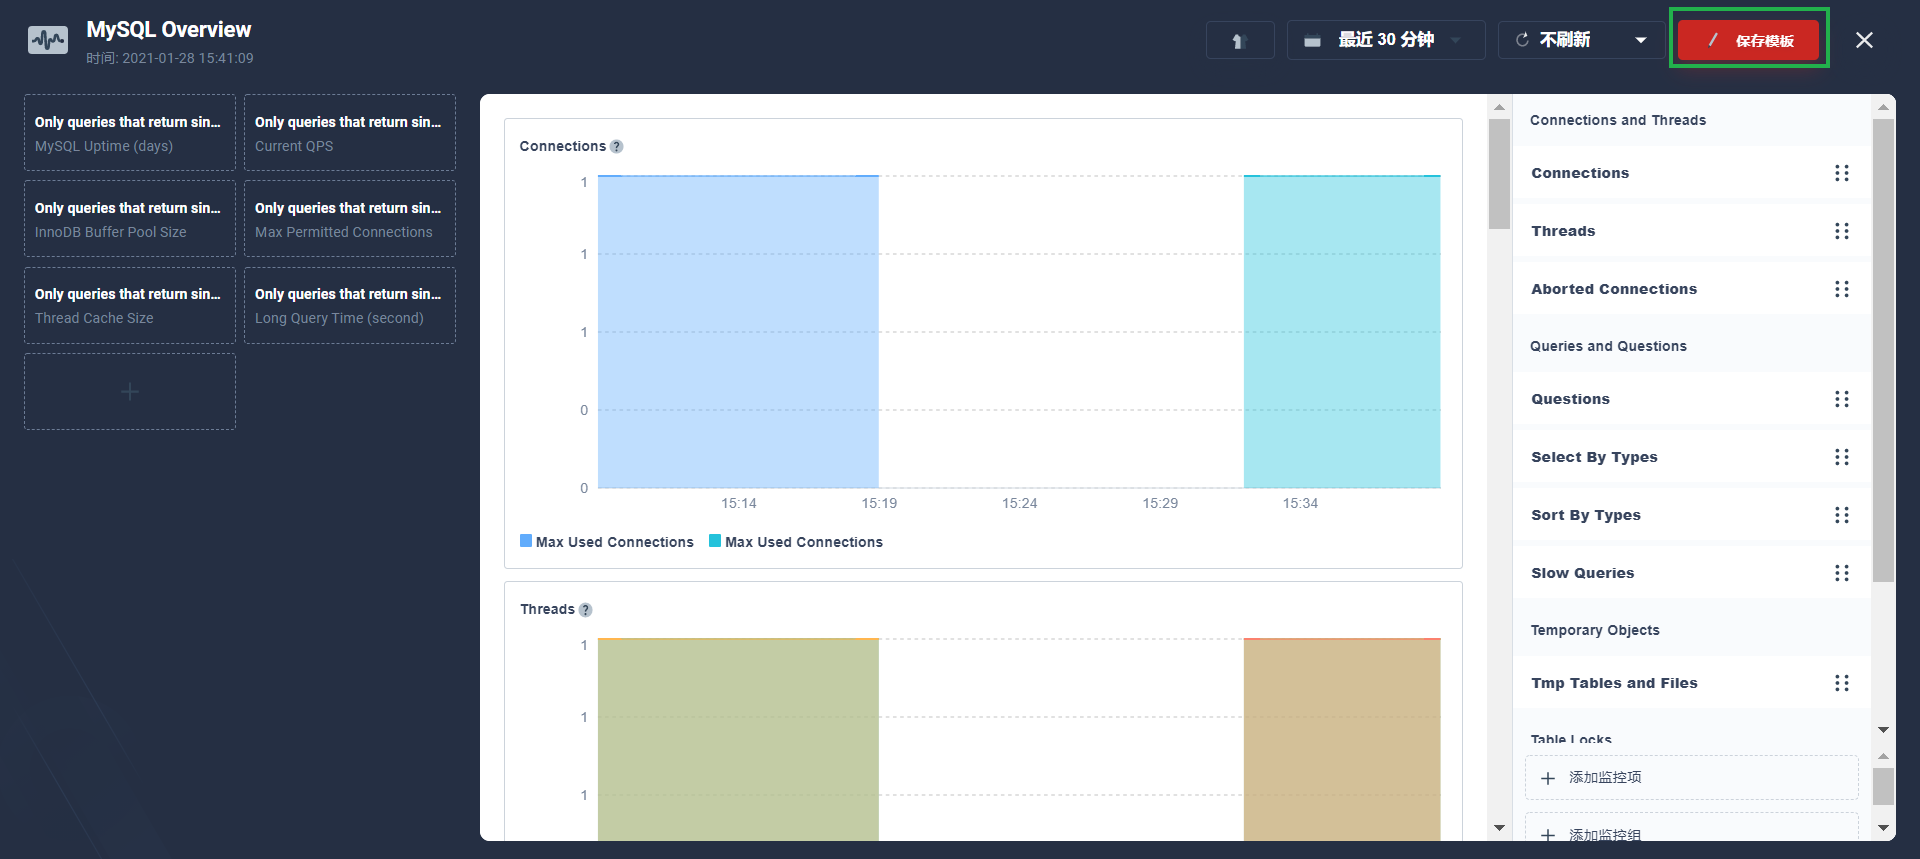 MySQL Overview
时间: 2021-01-28 15:41:09
最近 30 分钟
不刷新
保存模板
Only queries that return sin...
MySQL Uptime (days)
Only queries that return sin...
Current QPS
Only queries that return sin...
InnoDB Buffer Pool Size
Only queries that return sin...
Max Permitted Connections
Only queries that return sin...
Thread Cache Size
Only queries that return sin...
Long Query Time (second)
Connections ?
1
1
1
0
0
15:14
15:19
15:24
15:29
15:34
Max Used Connections
Max Used Connections
Threads ?
1
1
1
Connections and Threads
Connections
Threads
Aborted Connections
Queries and Questions
Questions
Select By Types
Sort By Types
Slow Queries
Temporary Objects
Tmp Tables and Files
Table Locks
添加监控项
添加监控组